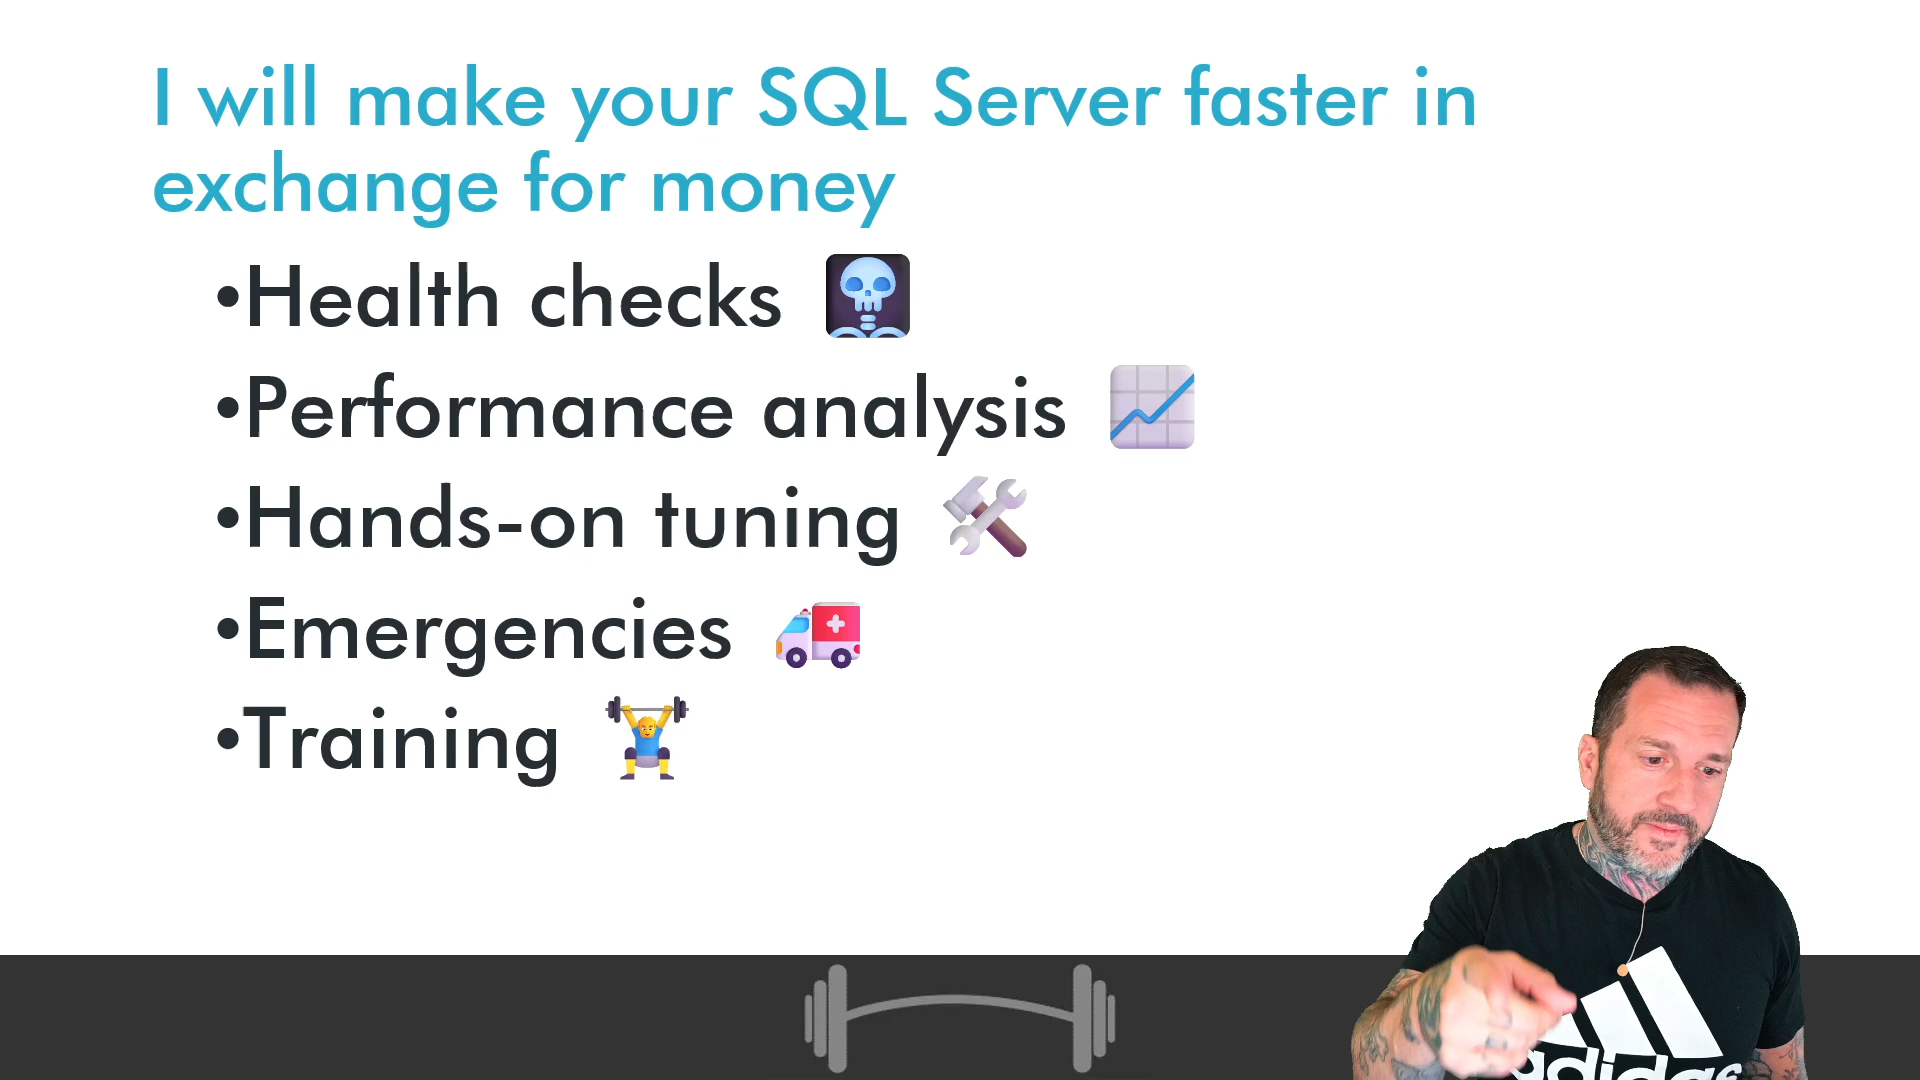 I will make your SQL Server faster in
exchange for money
•Health checks
•Performance analysis
•Hands-on tuning
•Emergencies
•Training
adidas